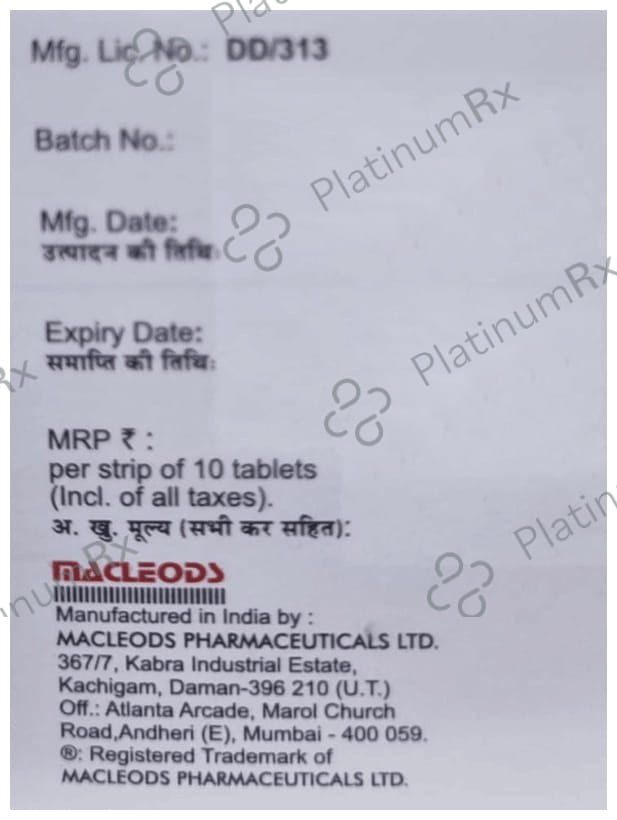 Mfg. Lic. No.: DD/313
Batch No.:
Mfg. Date:
उत्पादन की तिथिः
Expiry Date:
समाप्ति की तिथिः
MRP ₹ :
per strip of 10 tablets
(Incl. of all taxes).
अ. खु. मूल्य (सभी कर सहित):
MACLEODS
Manufactured in India by :
MACLEODS PHARMACEUTICALS LTD.
367/7, Kabra Industrial Estate,
Kachigam, Daman-396 210 (U.T.)
Off.: Atlanta Arcade, Marol Church
Road,Andheri (E), Mumbai - 400 059.
®: Registered Trademark of
MACLEODS PHARMACEUTICALS LTD.
PlatinumRx
PlatinumRx